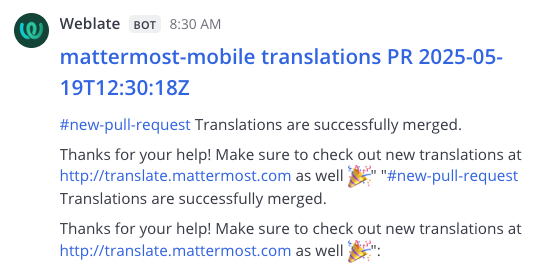 Weblate BOT 8:30 AM
mattermost-mobile translations PR 2025-05-
19T12:30:18Z
#new-pull-request Translations are successfully merged.
Thanks for your help! Make sure to check out new translations at
http://translate.mattermost.com as well 🎉" "#new-pull-request
Translations are successfully merged.
Thanks for your help! Make sure to check out new translations at
http://translate.mattermost.com as well 🎉":